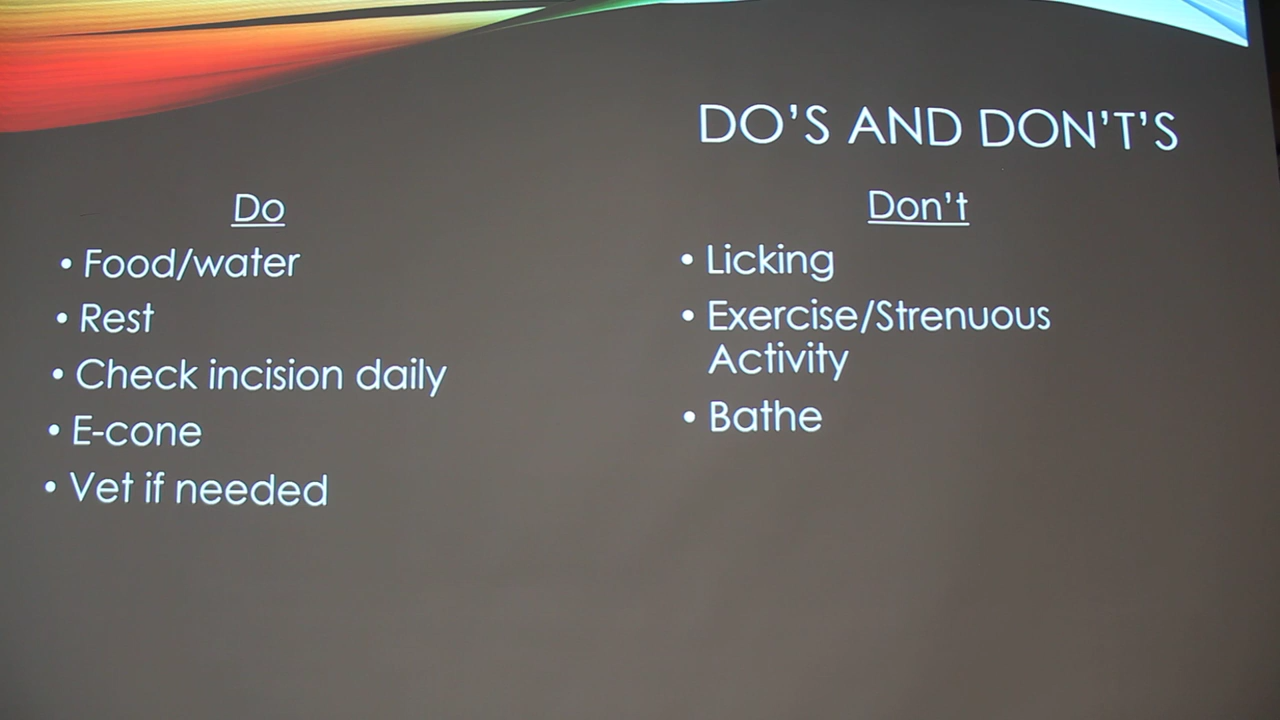 DO'S AND DON'T'S
Do
• Food/water
• Rest
• Check incision daily
• E-cone
• Vet if needed
Don't
• Licking
• Exercise/Strenuous
Activity
• Bathe